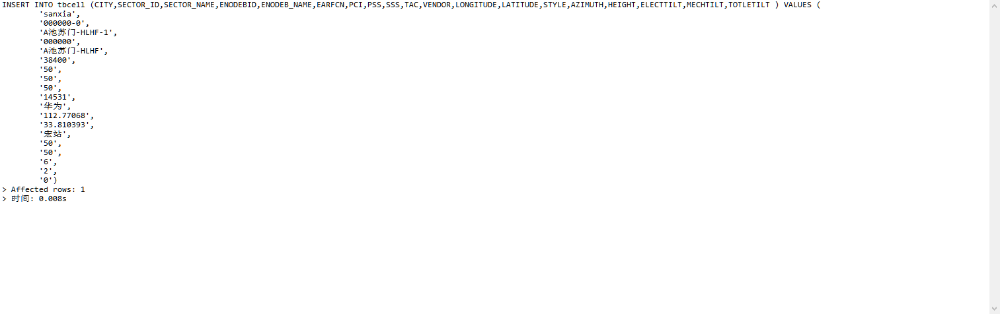 INSERT INTO tbcell (CITY,SECTOR_ID,SECTOR_NAME,ENODEBID,ENODEB_NAME,EARFCN,PCI,PSS,SSS,TAC,VENDOR,LONGITUDE,LATITUDE,STYLE,AZIMUTH,HEIGHT,ELECTTILT,MECHTILT,TOTLETILT ) VALUES (
'sanxia',
'000000-0',
'A池苏门-HLHF-1',
'000000',
'A池苏门-HLHF',
'38400',
'50',
'50',
'50',
'14531',
'华为',
'112.77068',
'33.810393',
'宏站',
'50',
'50',
'6',
'2',
'0')
> Affected rows: 1
> 时间: 0.008s